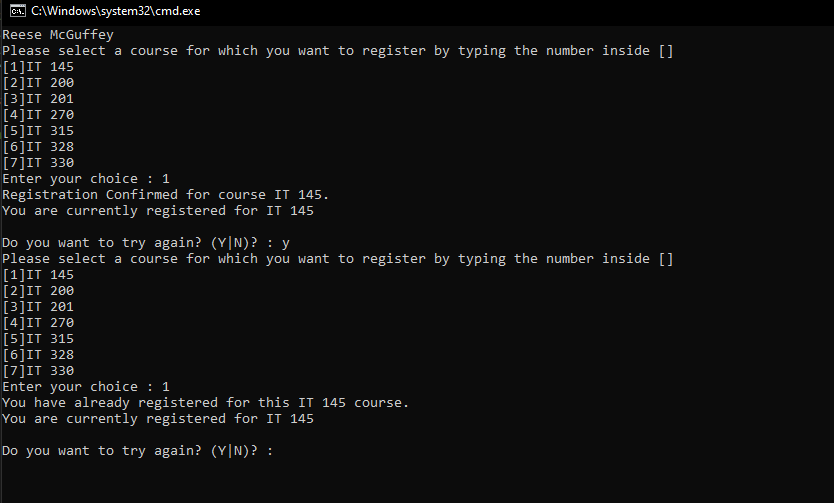 C:\Windows\system32\cmd.exe
Reese McGuffey
Please select a course for which you want to register by typing the number inside []
[1]IT 145
[2]IT 200
[3]IT 201
[4]IT 270
[5]IT 315
[6]IT 328
[7]IT 330
Enter your choice : 1
Registration Confirmed for course IT 145.
You are currently registered for IT 145
Do you want to try again? (Y|N)? : y
Please select a course for which you want to register by typing the number inside []
[1]IT 145
[2]IT 200
[3]IT 201
[4]IT 270
[5]IT 315
[6]IT 328
[7]IT 330
Enter your choice : 1
You have already registered for this IT 145 course.
You are currently registered for IT 145
Do you want to try again? (Y|N)? :